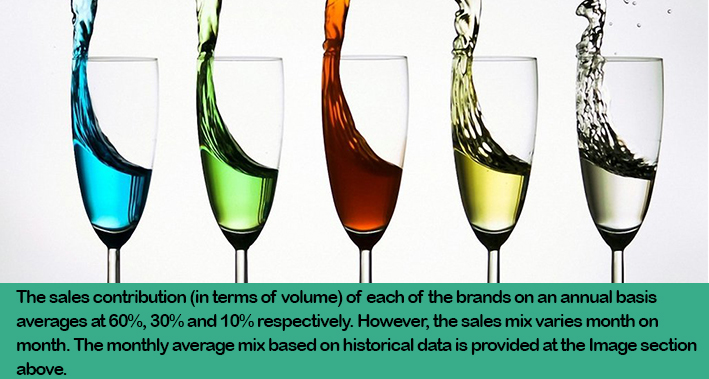 The sales contribution (in terms of volume) of each of the brands on an annual basis
averages at 60%, 30% and 10% respectively. However, the sales mix varies month on
month. The monthly average mix based on historical data is provided at the Image section
above.